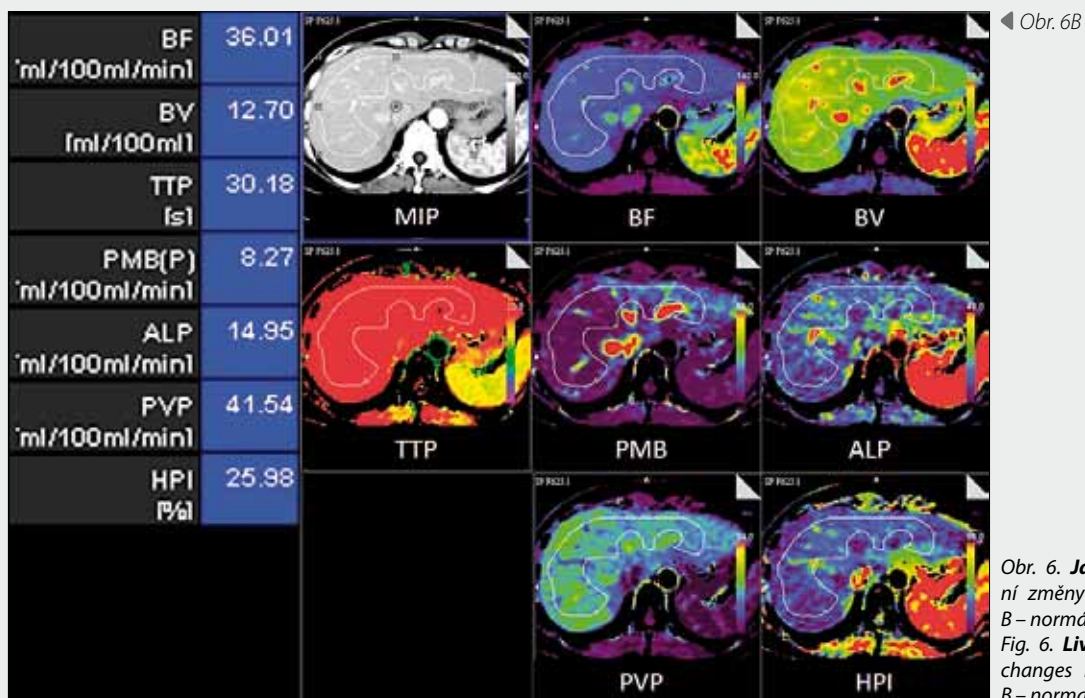 BF 36.01
[ml/100ml/min]
BV 12.70
[ml/100ml]
TTP 30.18
[s]
PMB(P) 8.27
[ml/100ml/min]
ALP 14.95
[ml/100ml/min]
PVP 41.54
[ml/100ml/min]
HPI 25.98
[%]
MIP BF BV
TTP PMB ALP
PVP HPI
◀ Obr. 6B
Obr. 6. Ja
ní změny
B – normá
Fig. 6. Liv
changes
B – norma